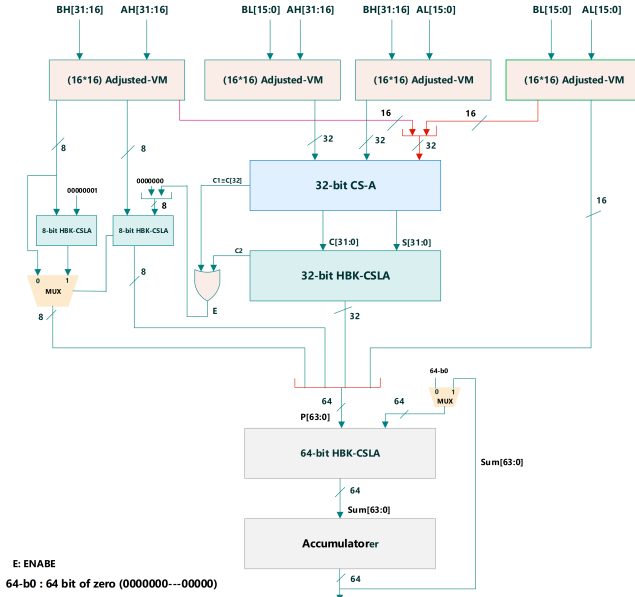 BH[31:16] AH[31:16] BL[15:0] AH[31:16] BH[31:16] AL[15:0] BL[15:0] AL[15:0]
(16*16) Adjusted-VM (16*16) Adjusted-VM (16*16) Adjusted-VM (16*16) Adjusted-VM
16 16
8 8 32 32 32
C1=C[32] 32-bit CS-A
0000000
00000001 8 16
8-bit HBK-CSLA 8-bit HBK-CSLA
C[31:0] S[31:0]
C2
0 1 8 32-bit HBK-CSLA
MUX
E
8 32
64-b0
0 1
64 64 MUX
P[63:0]
64-bit HBK-CSLA Sum[63:0]
64
Sum[63:0]
Accumulatorer
E: ENABE
64
64-b0 : 64 bit of zero (0000000---00000)